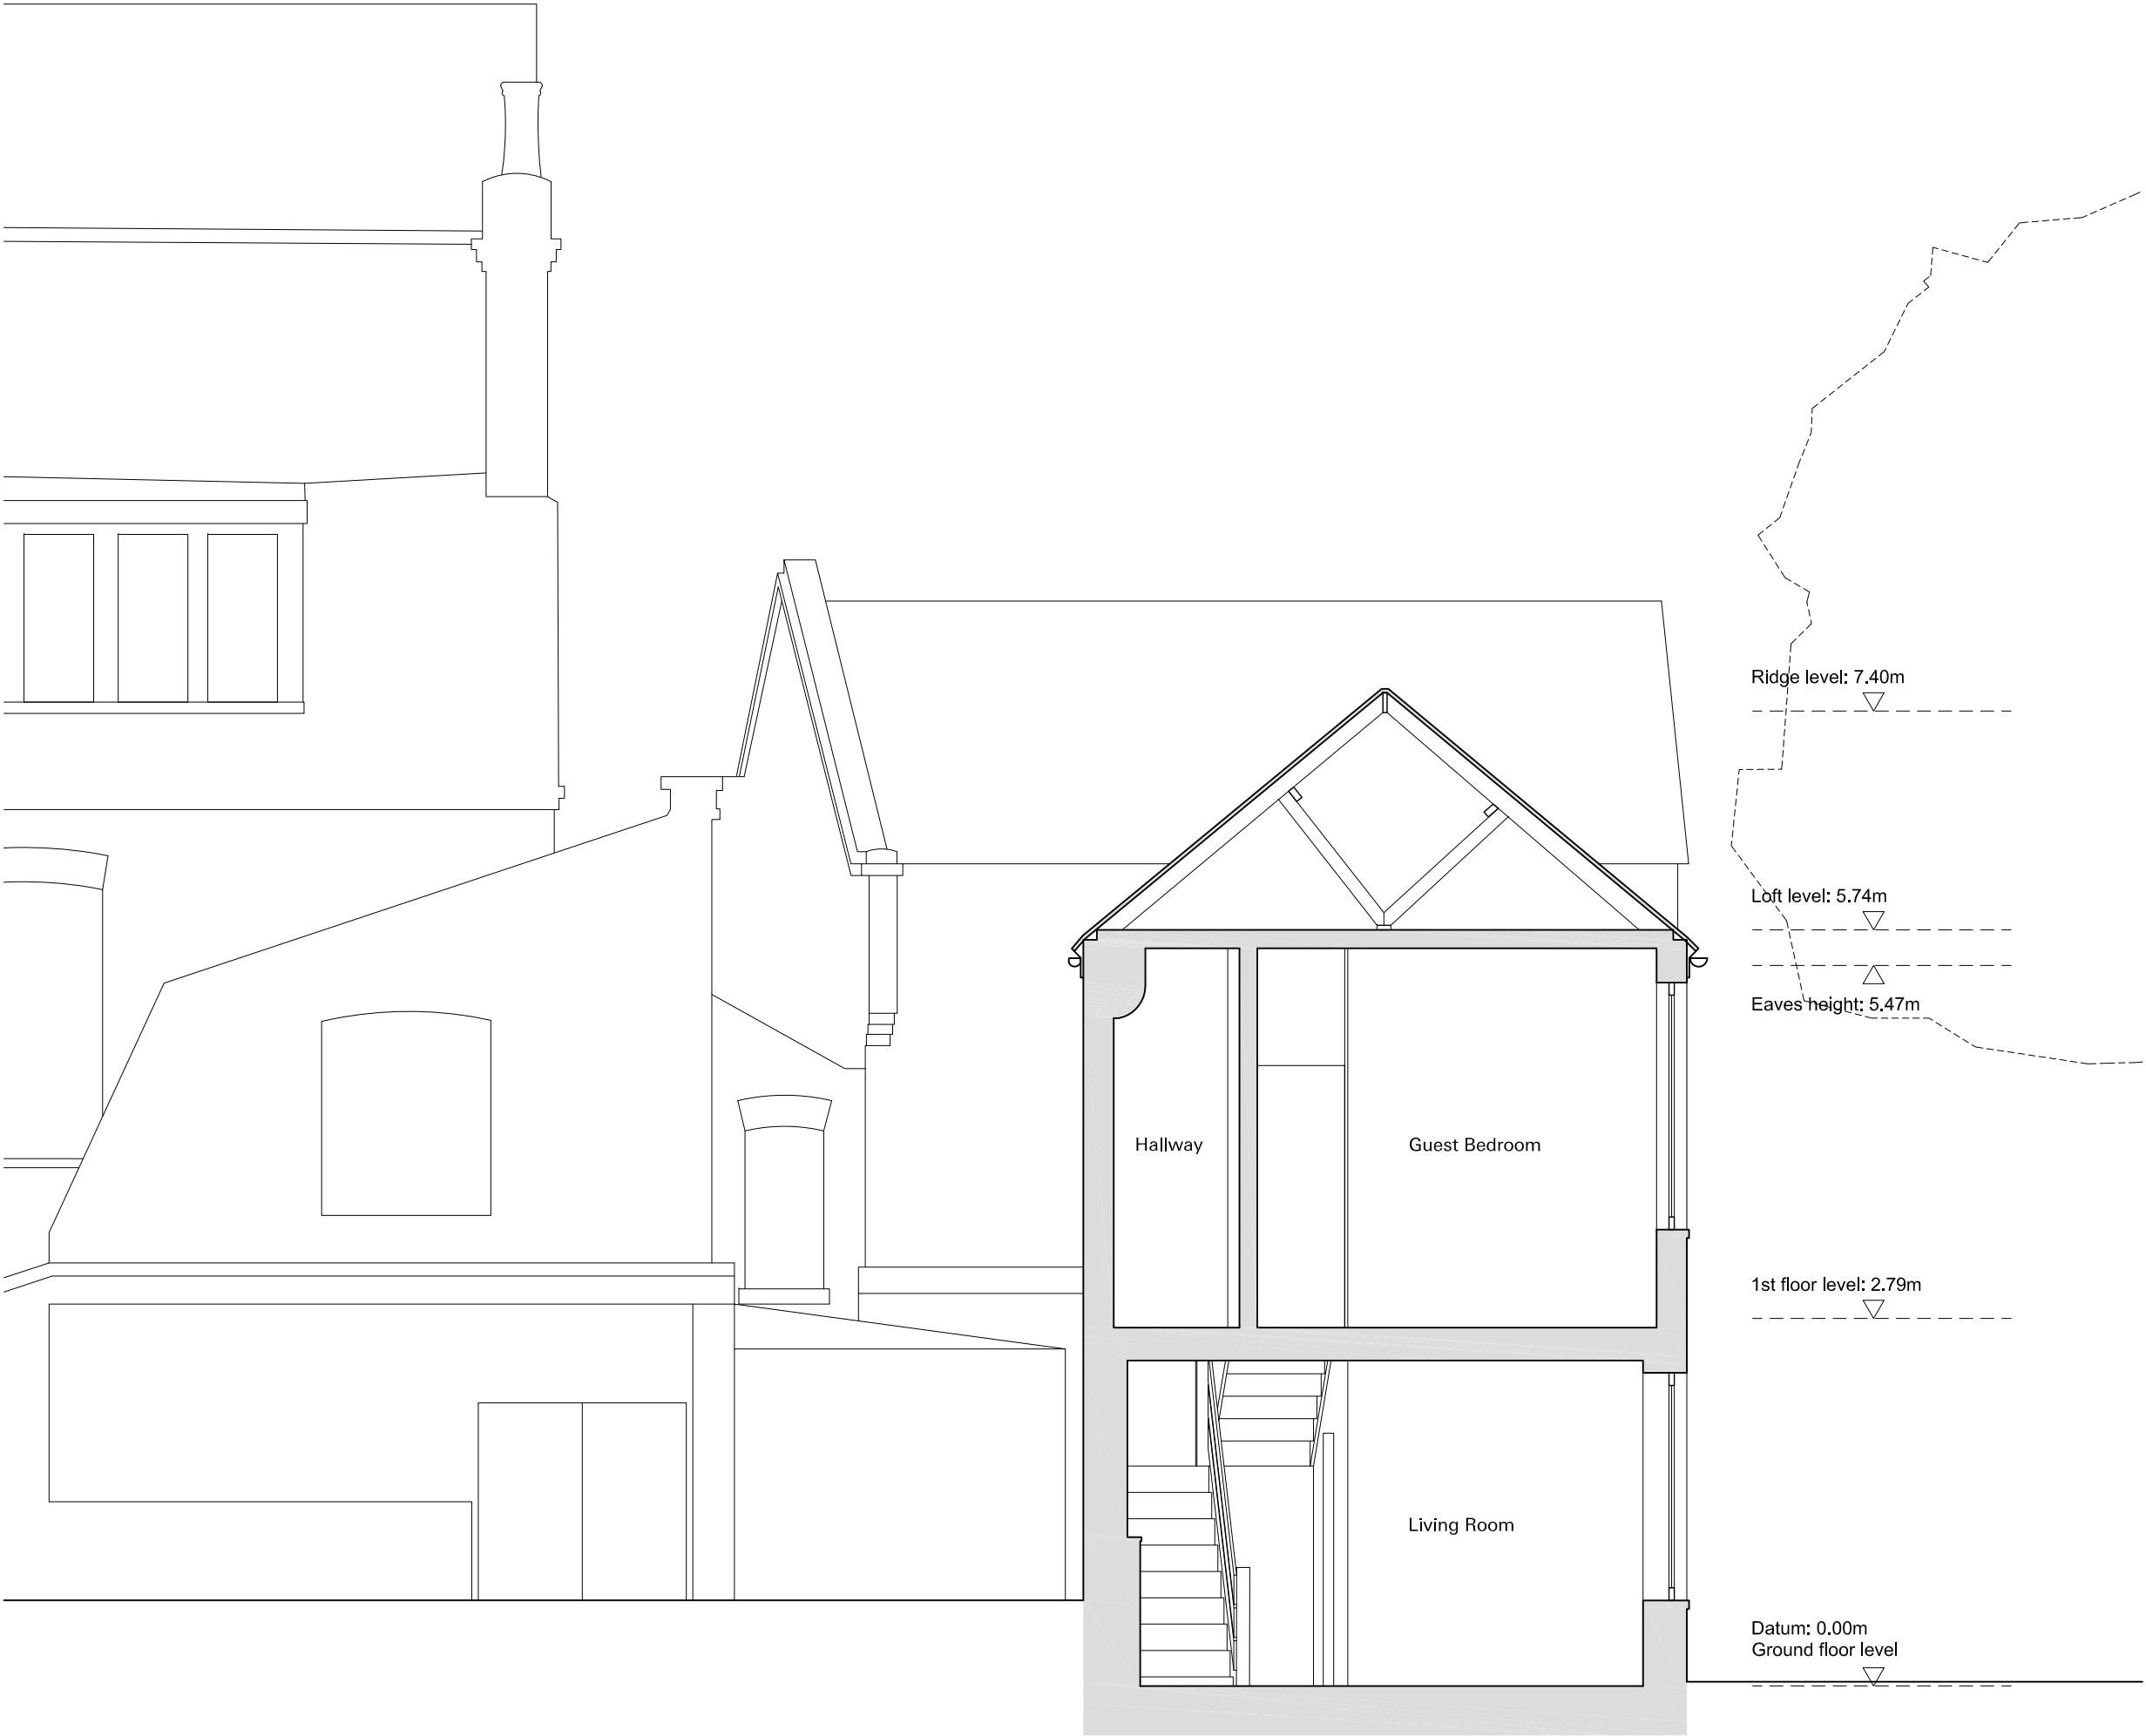 Ridge level: 7.40m
Loft level: 5.74m
Eaves height: 5.47m
Hallway
Guest Bedroom
1st floor level: 2.79m
Living Room
Datum: 0.00m
Ground floor level